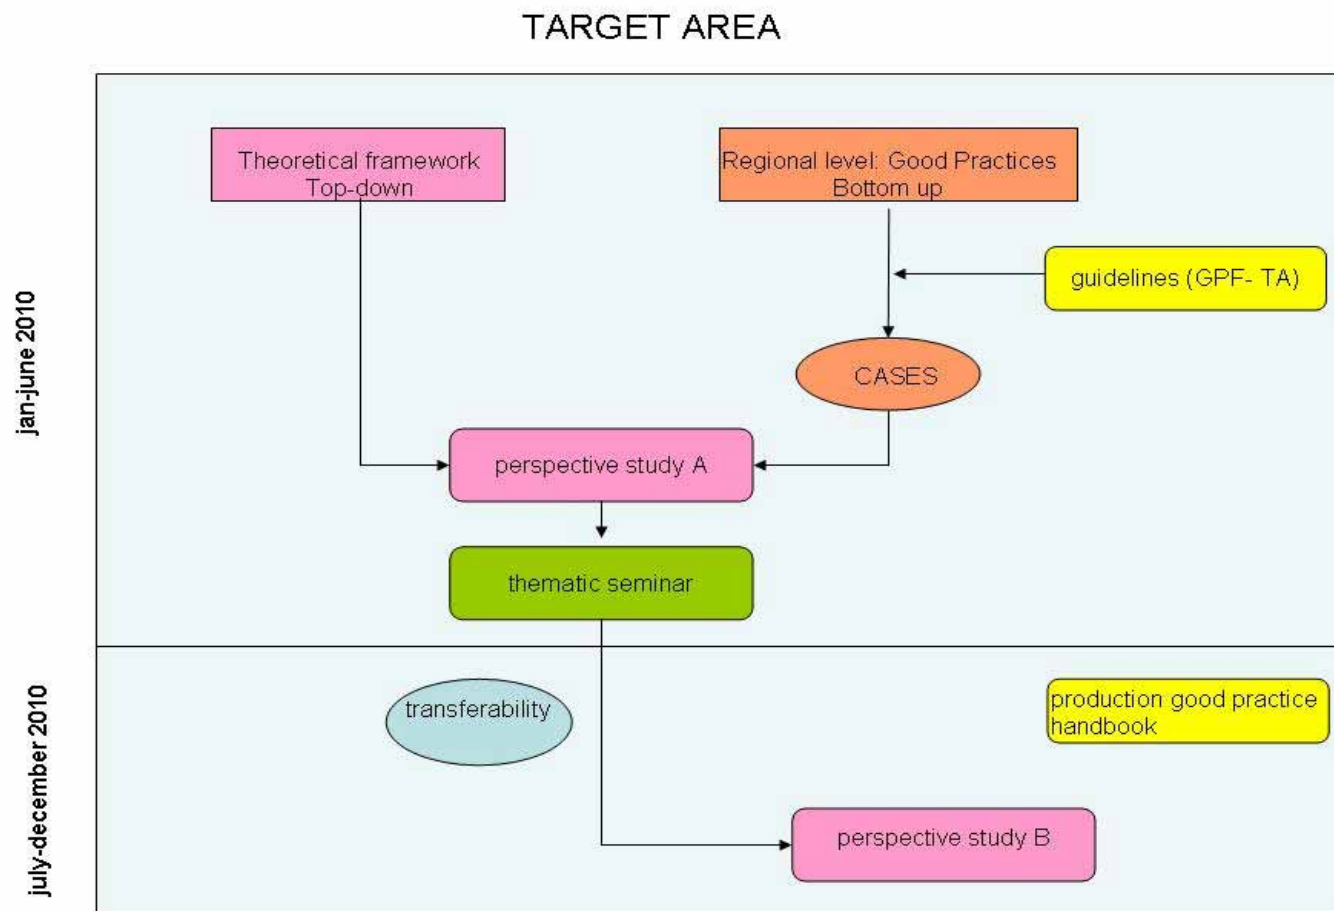 TARGET AREA
Theoretical framework
Top-down
Regional level: Good Practices
Bottom up
guidelines (GPF- TA)
CASES
jan-june 2010
perspective study A
thematic seminar
transferability
production good practice
handbook
july-december 2010
perspective study B